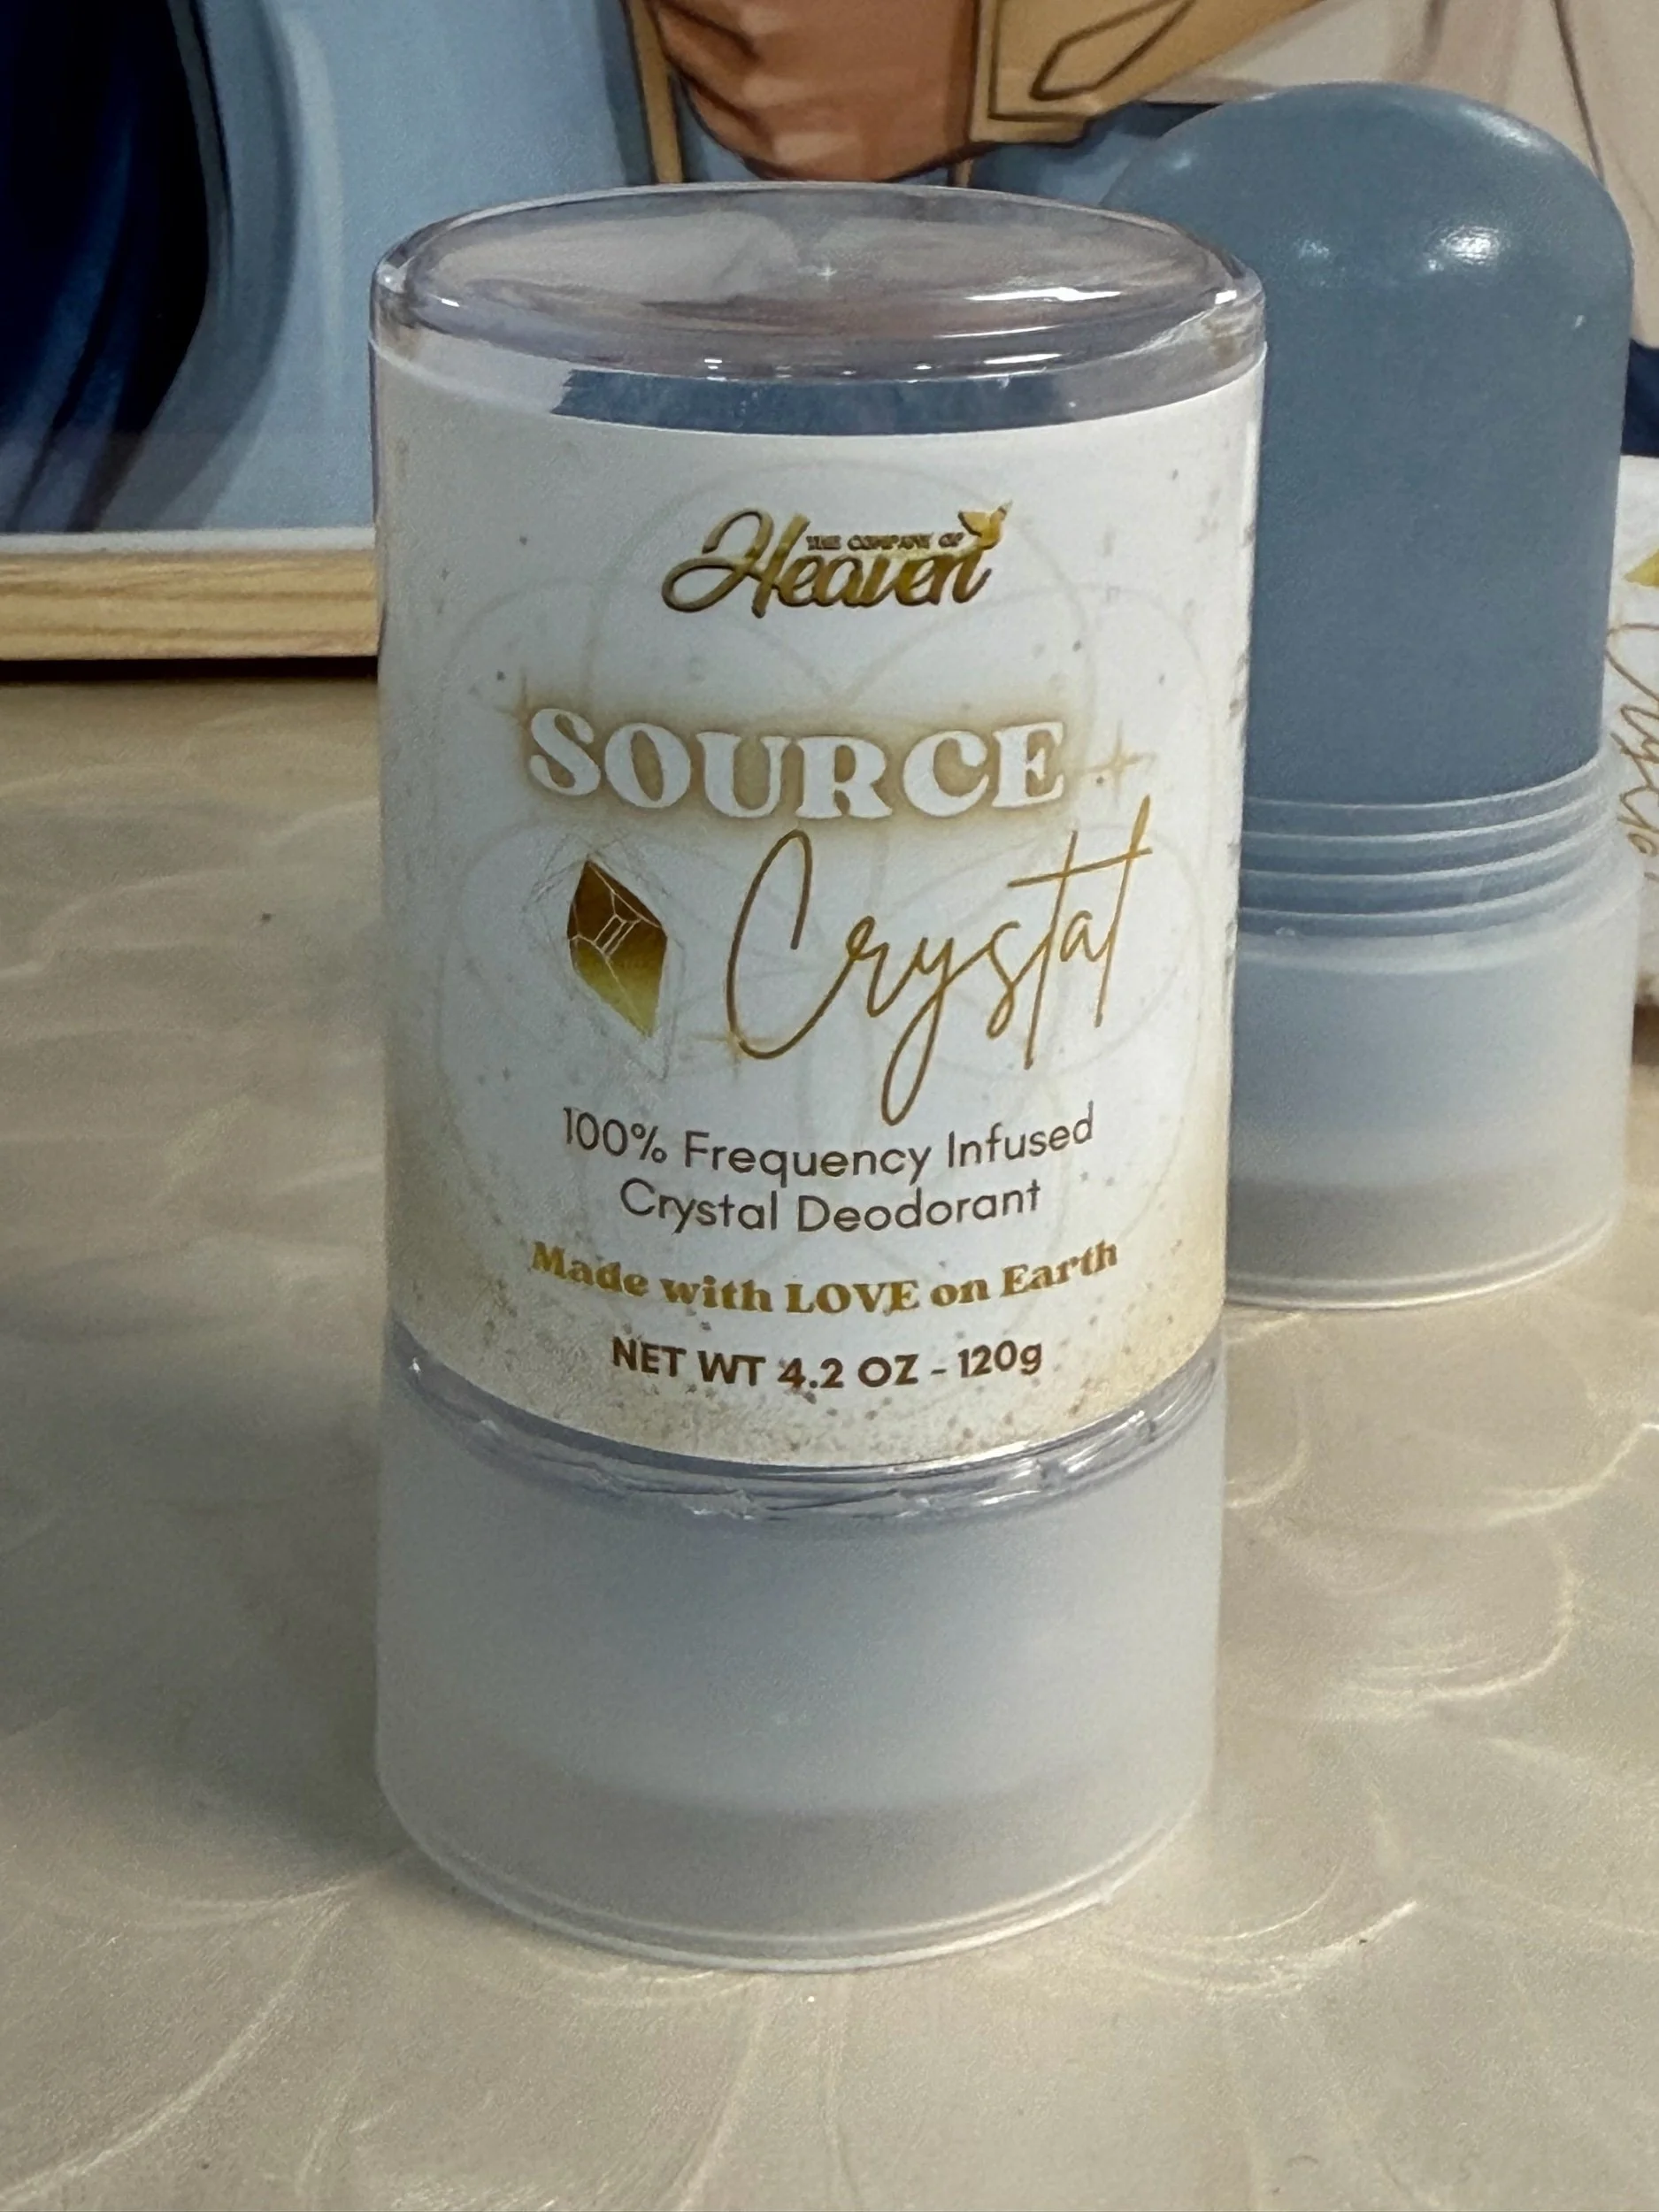 THE COMPANY OF
Heaven
SOURCE
Crystal
100% Frequency Infused
Crystal Deodorant
Made with LOVE on Earth
NET WT 4.2 OZ - 120g